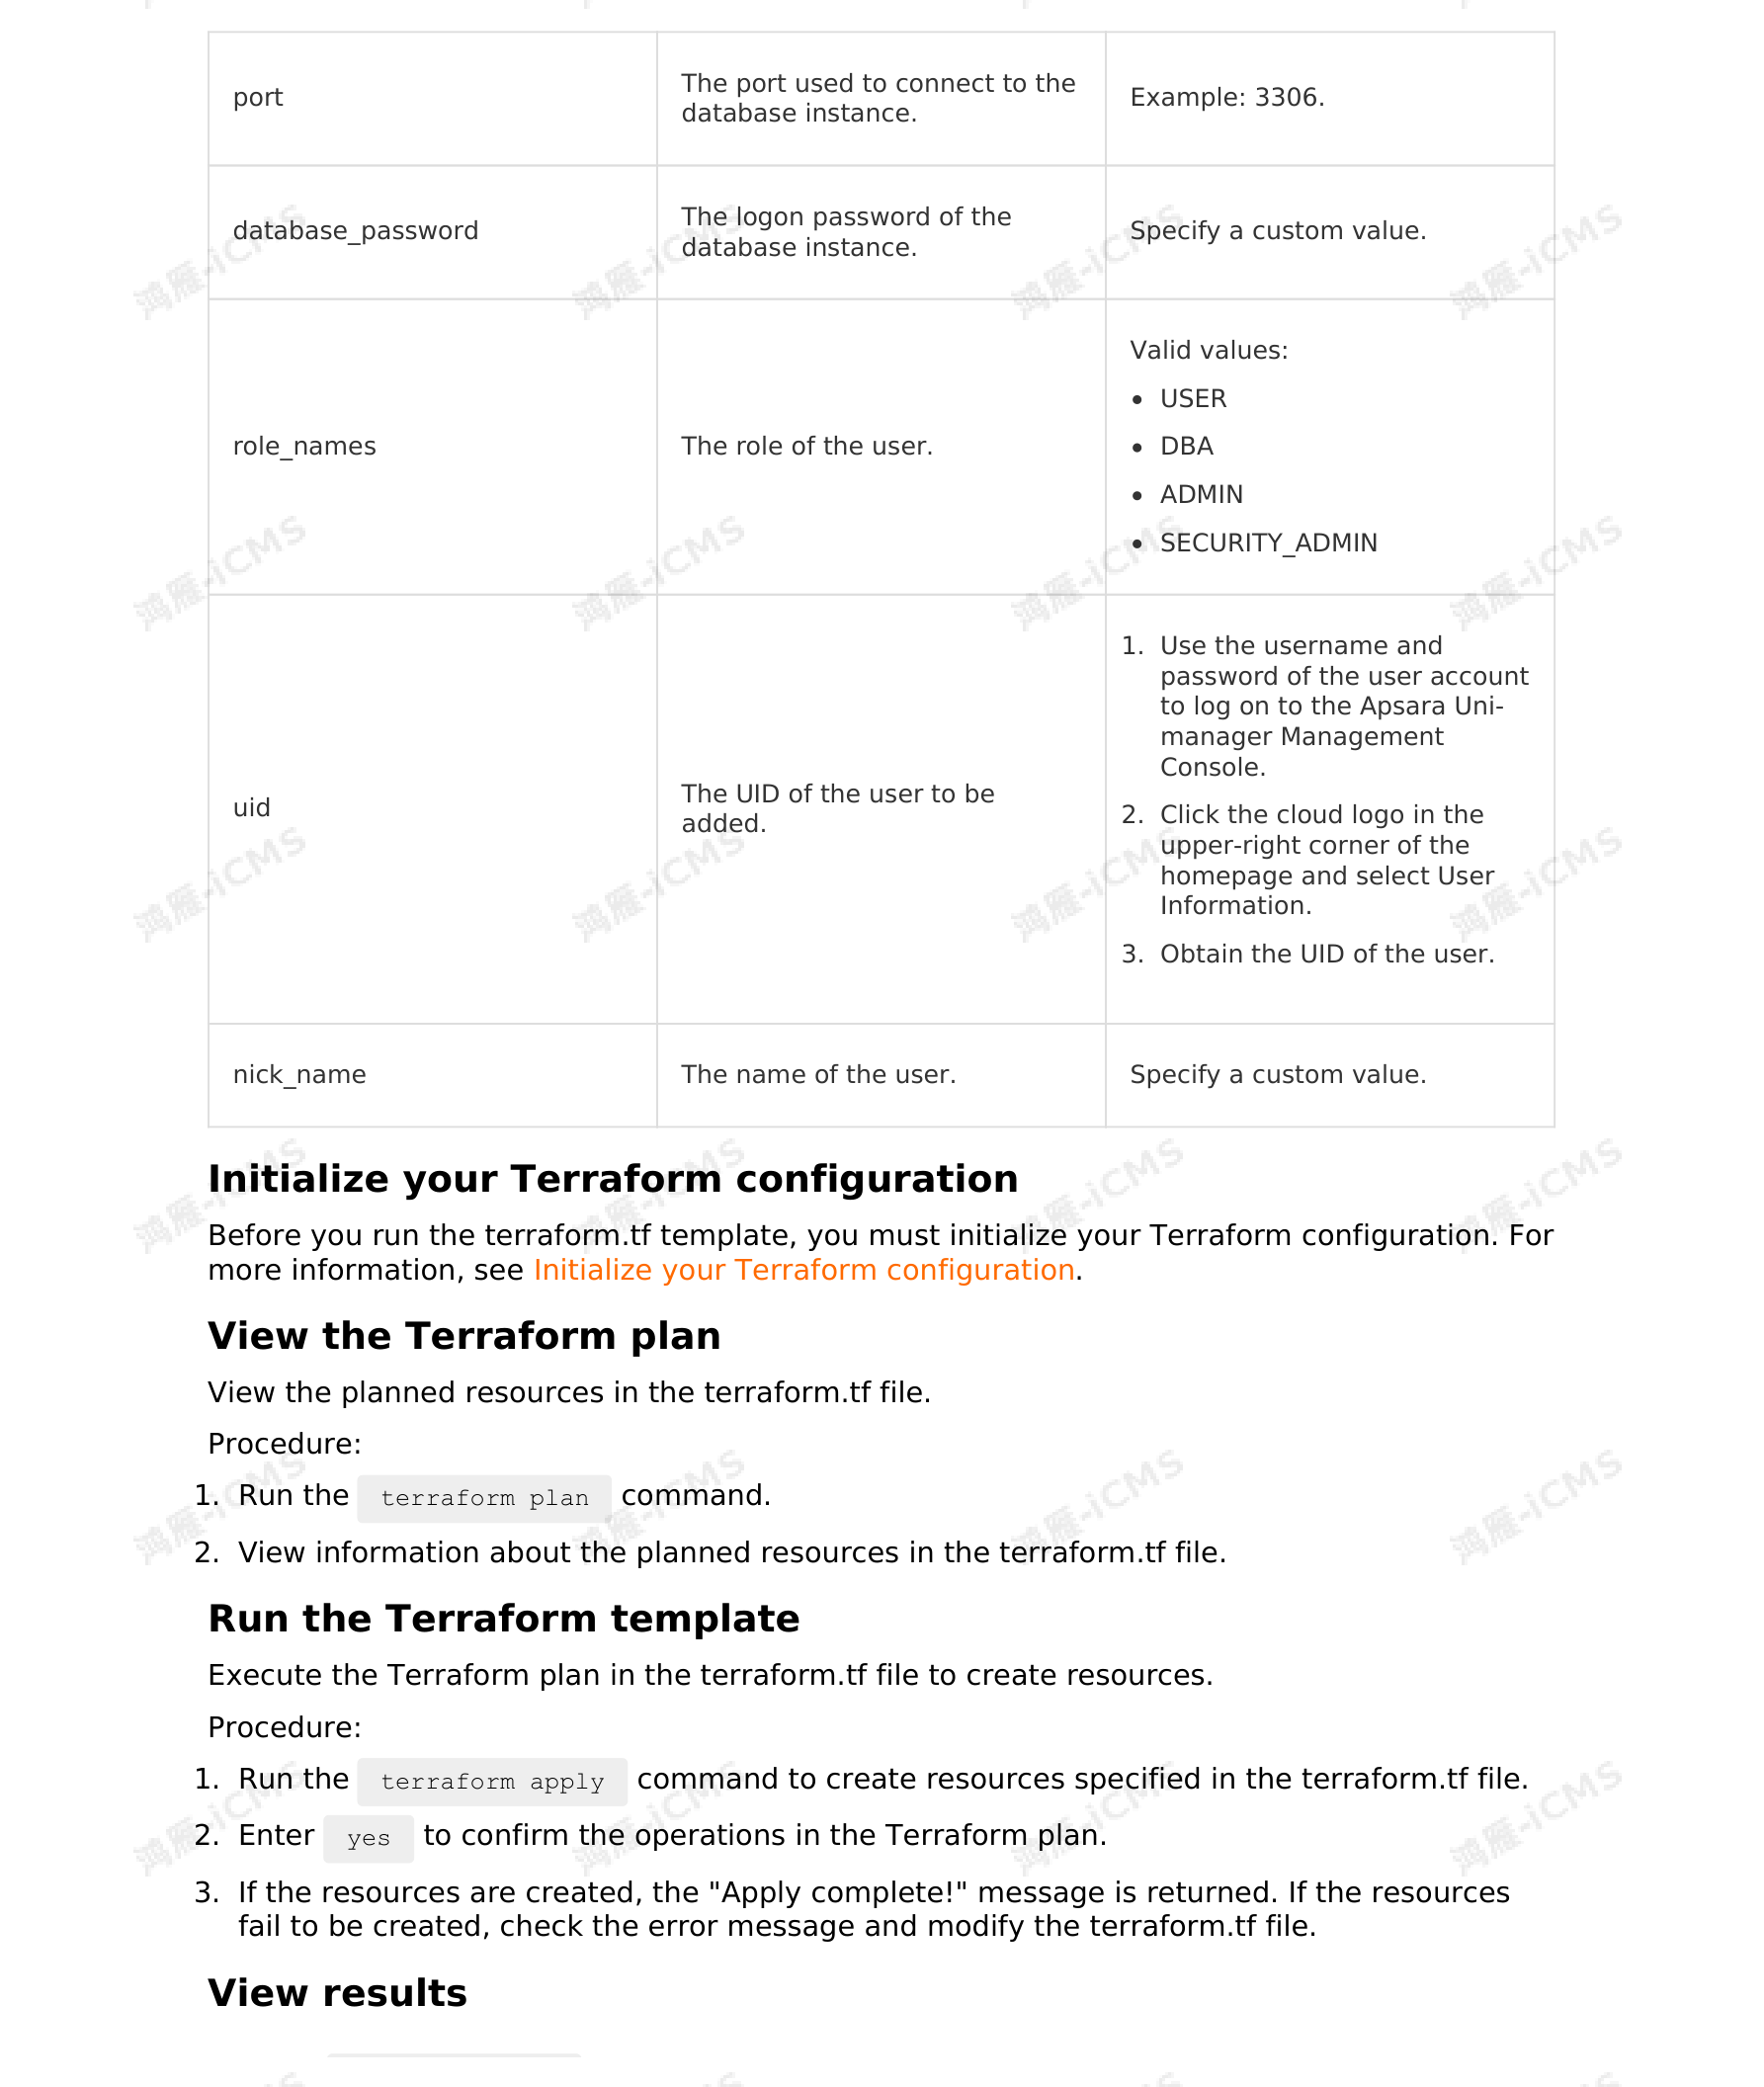 port
The port used to connect to the
database instance.
Example: 3306.
database_password
The logon password of the
database instance.
Specify a custom value.
role_names
The role of the user.
Valid values:
• USER
• DBA
• ADMIN
• SECURITY_ADMIN
uid
The UID of the user to be
added.
1. Use the username and
password of the user account
to log on to the Apsara Uni-
manager Management
Console.
2. Click the cloud logo in the
upper-right corner of the
homepage and select User
Information.
3. Obtain the UID of the user.
nick_name
The name of the user.
Specify a custom value.
Initialize your Terraform configuration
Before you run the terraform.tf template, you must initialize your Terraform configuration. For
more information, see Initialize your Terraform configuration.
View the Terraform plan
View the planned resources in the terraform.tf file.
Procedure:
1. Run the terraform plan command.
2. View information about the planned resources in the terraform.tf file.
Run the Terraform template
Execute the Terraform plan in the terraform.tf file to create resources.
Procedure:
1. Run the terraform apply command to create resources specified in the terraform.tf file.
2. Enter yes to confirm the operations in the Terraform plan.
3. If the resources are created, the "Apply complete!" message is returned. If the resources
fail to be created, check the error message and modify the terraform.tf file.
View results
鸿雁-iCMS